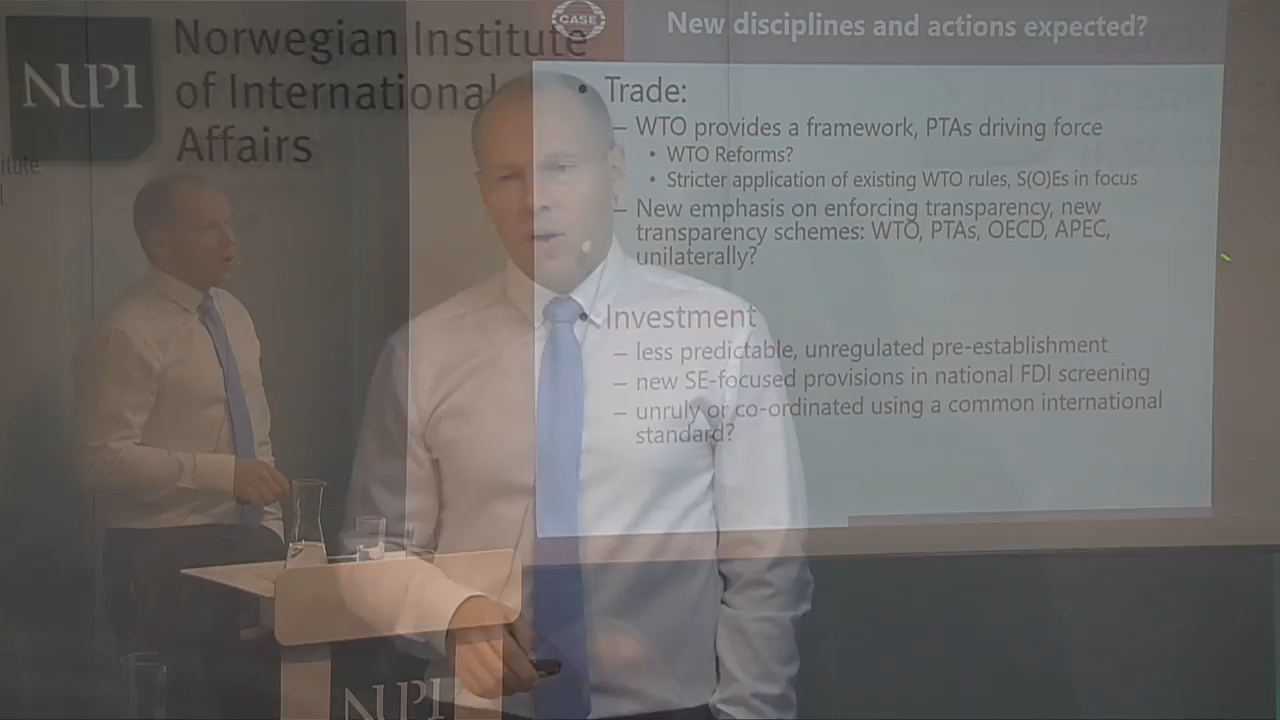 NUPI
Norwegian Institute
of International
Affairs
itute
CASE
New disciplines and actions expected?
• Trade:
– WTO provides a framework, PTAs driving force
• WTO Reforms?
• Stricter application of existing WTO rules, S(O)Es in focus
– New emphasis on enforcing transparency, new
transparency schemes: WTO, PTAs, OECD, APEC,
unilaterally?
• Investment
– less predictable, unregulated pre-establishment
– new SE-focused provisions in national FDI screening
– unruly or co-ordinated using a common international
standard?
NUPI